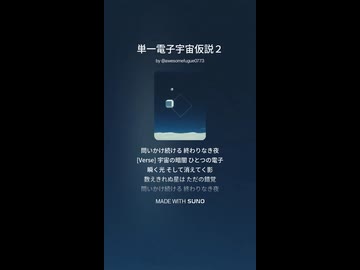 単一電子宇宙仮説２
by @awesomefugue0773
問いかけ続ける 終わりなき夜
[Verse] 宇宙の暗闇 ひとつの電子
瞬く光 そして消えてく影
数えきれぬ星は ただの錯覚
問いかけ続ける 終わりなき夜
MADE WITH SUNO